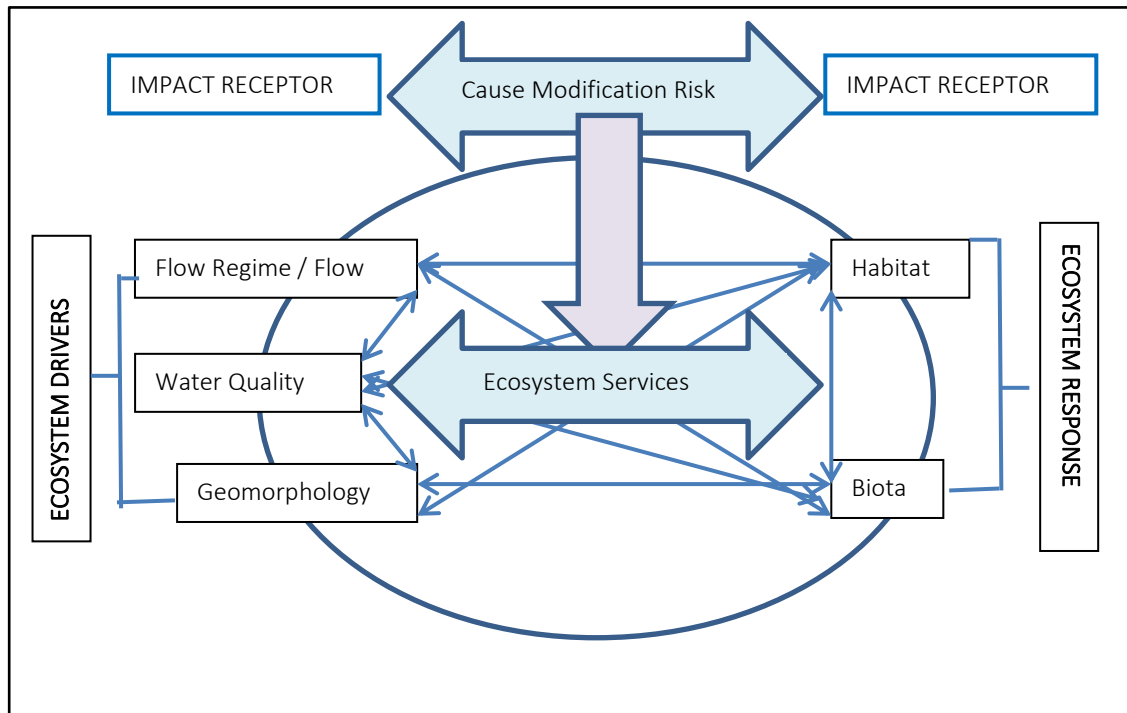 IMPACT RECEPTOR
Cause Modification Risk
IMPACT RECEPTOR
ECOSYSTEM DRIVERS
Flow Regime / Flow
Water Quality
Geomorphology
Ecosystem Services
Habitat
Biota
ECOSYSTEM RESPONSE